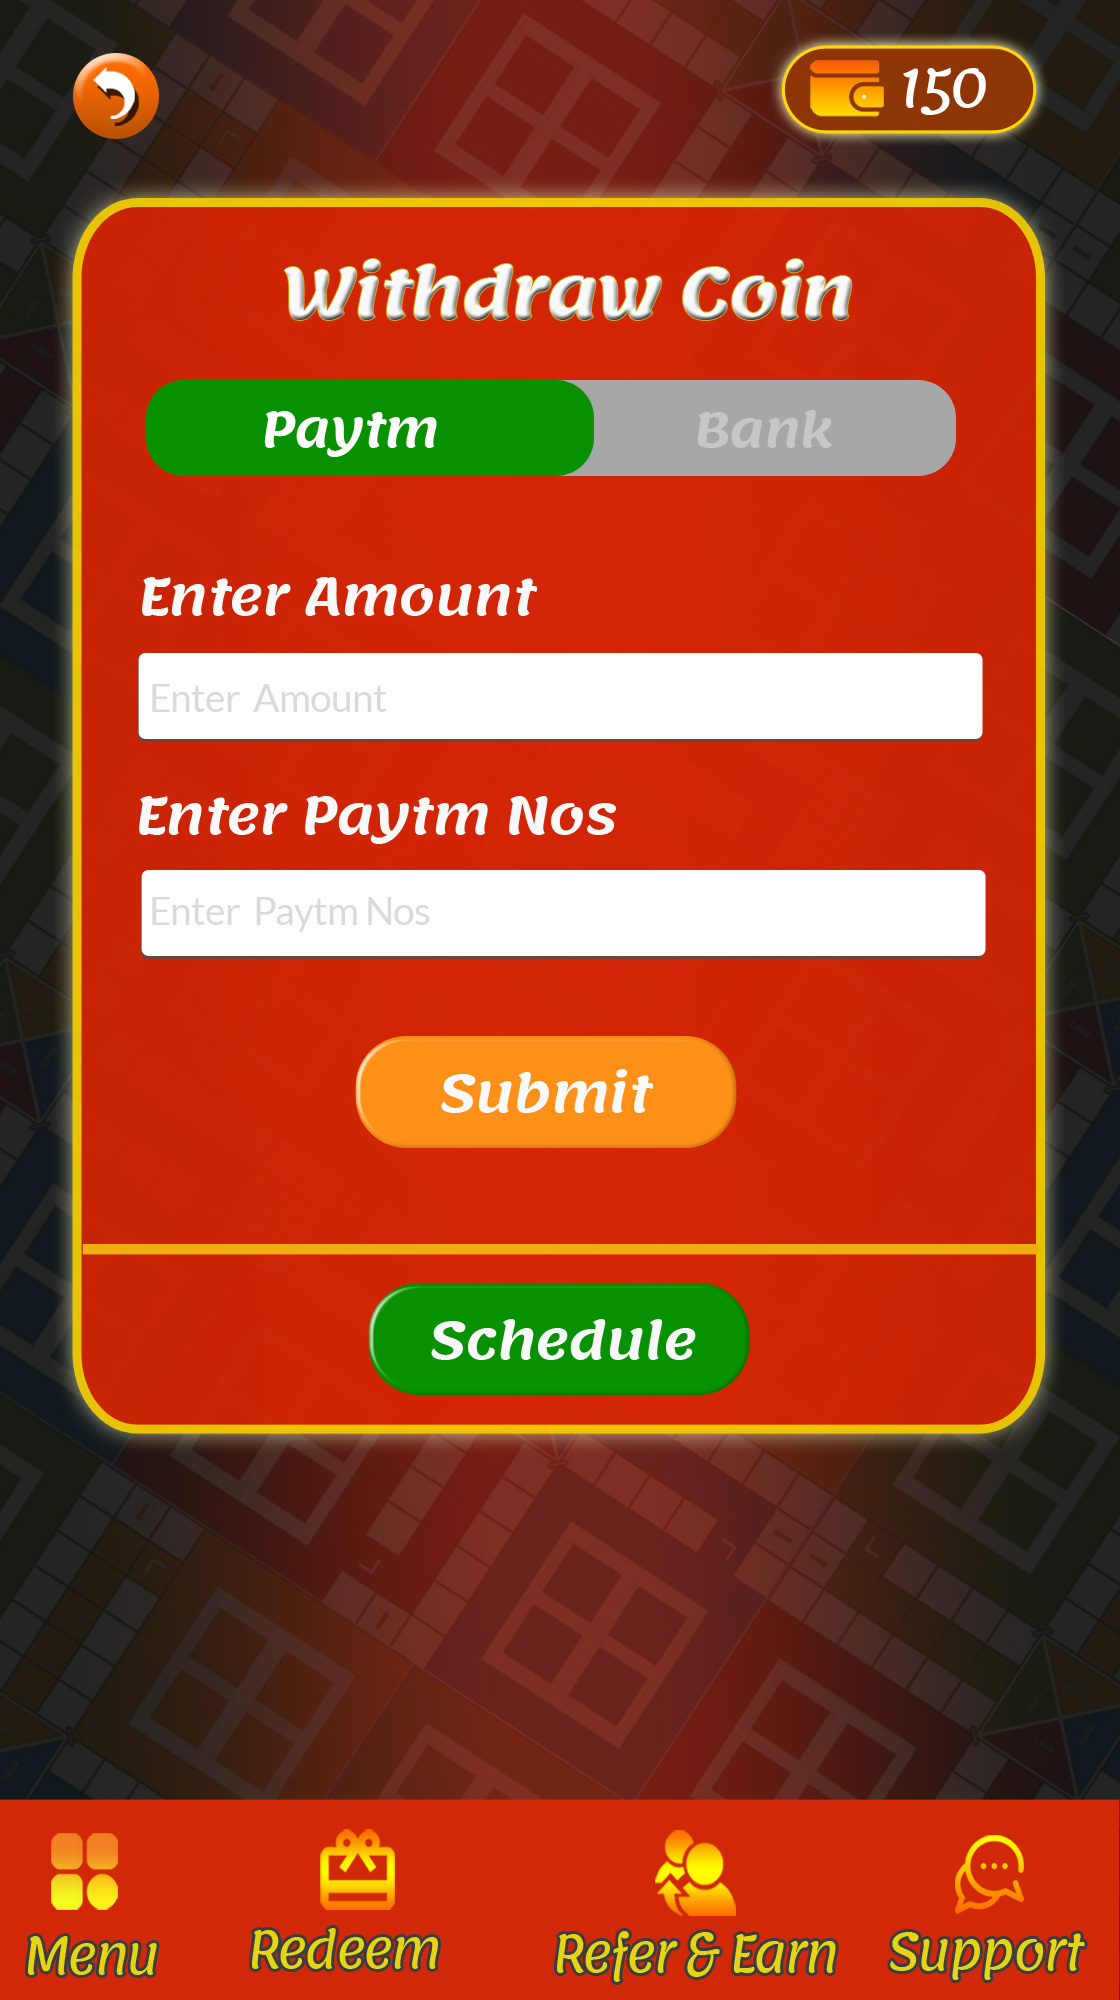 150
Withdraw Coin
Paytm Bank
Enter Amount
Enter Amount
Enter Paytm Nos
Enter Paytm Nos
Submit
Schedule
Menu Redeem Refer & Earn Support